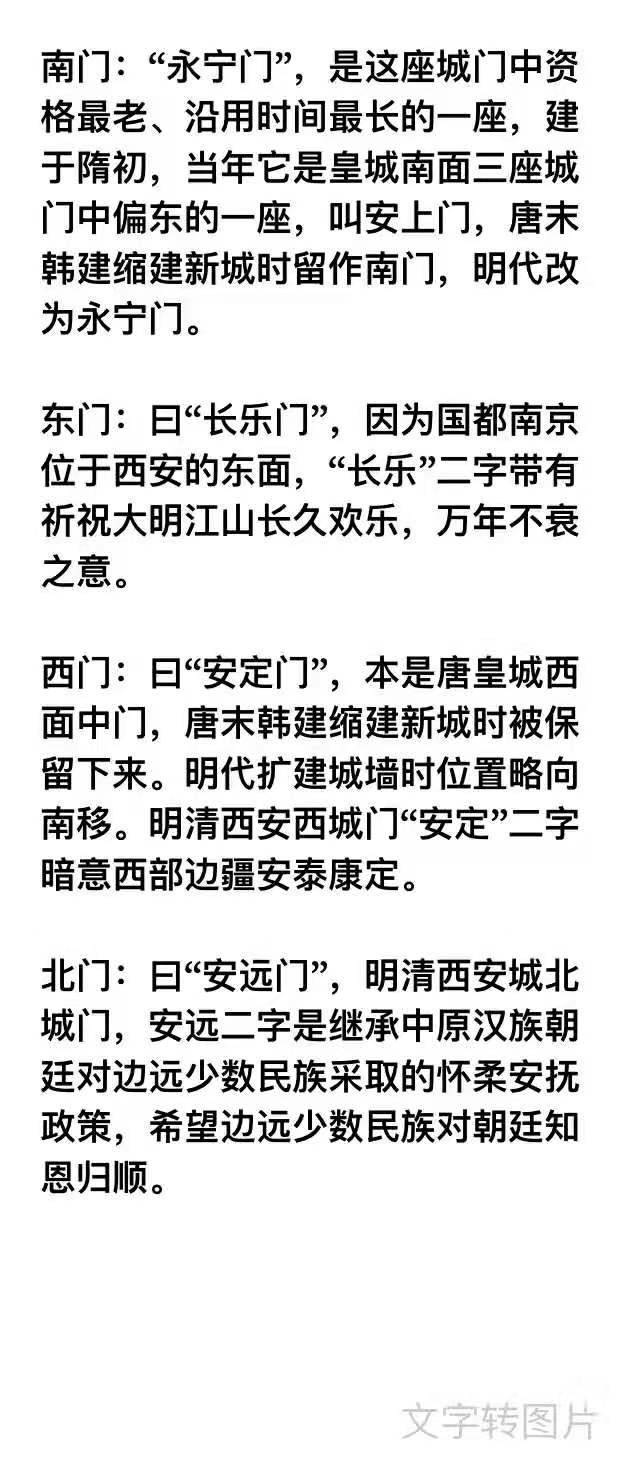 南门：“永宁门”，是这座城门中资
格最老、沿用时间最长的一座，建
于隋初，当年它是皇城南面三座城
门中偏东的一座，叫安上门，唐末
韩建缩建新城时留作南门，明代改
为永宁门。
东门：曰“长乐门”，因为国都南京
位于西安的东面，“长乐”二字带有
祈祝大明江山长久欢乐，万年不衰
之意。
西门：曰“安定门”，本是唐皇城西
面中门，唐末韩建缩建新城时被保
留下来。明代扩建城墙时位置略向
南移。明清西安西城门“安定”二字
暗意西部边疆安泰康定。
北门：曰“安远门”，明清西安城北
城门，安远二字是继承中原汉族朝
廷对边远少数民族采取的怀柔安抚
政策，希望边远少数民族对朝廷知
恩归顺。
文字转图片